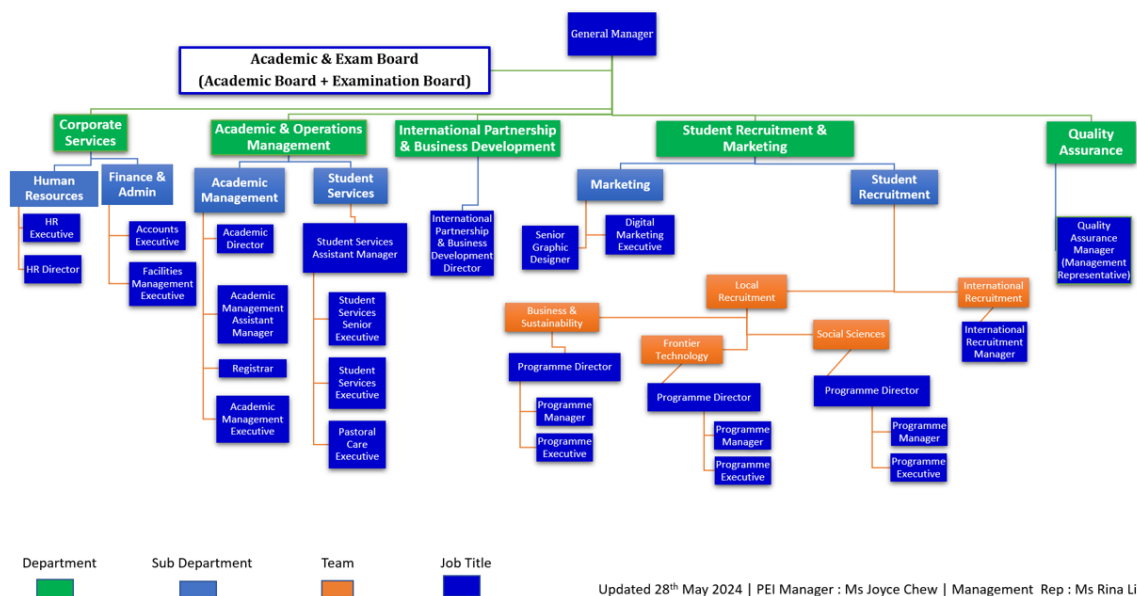 General Manager
Academic & Exam Board
(Academic Board + Examination Board)
Corporate
Services
Academic & Operations
Management
International Partnership
& Business Development
Student Recruitment &
Marketing
Quality
Assurance
Human
Resources
Finance &
Admin
Academic
Management
Student
Services
Marketing
Student
Recruitment
HR
Executive
HR Director
Accounts
Executive
Facilities
Management
Executive
Academic
Director
Academic
Management
Assistant
Manager
Registrar
Academic
Management
Executive
Student Services
Assistant Manager
Student
Services
Senior
Executive
Student
Services
Executive
Pastoral
Care
Executive
International
Partnership
& Business
Development
Director
Senior
Graphic
Designer
Digital
Marketing
Executive
Quality
Assurance
Manager
(Management
Representative)
Local
Recruitment
International
Recruitment
International
Recruitment
Manager
Business &
Sustainability
Frontier
Technology
Social Sciences
Programme Director
Programme
Manager
Programme
Executive
Programme Director
Programme
Manager
Programme
Executive
Programme Director
Programme
Manager
Programme
Executive
Department
Sub Department
Team
Job Title
Updated 28th May 2024 | PEI Manager : Ms Joyce Chew | Management Rep : Ms Rina Li